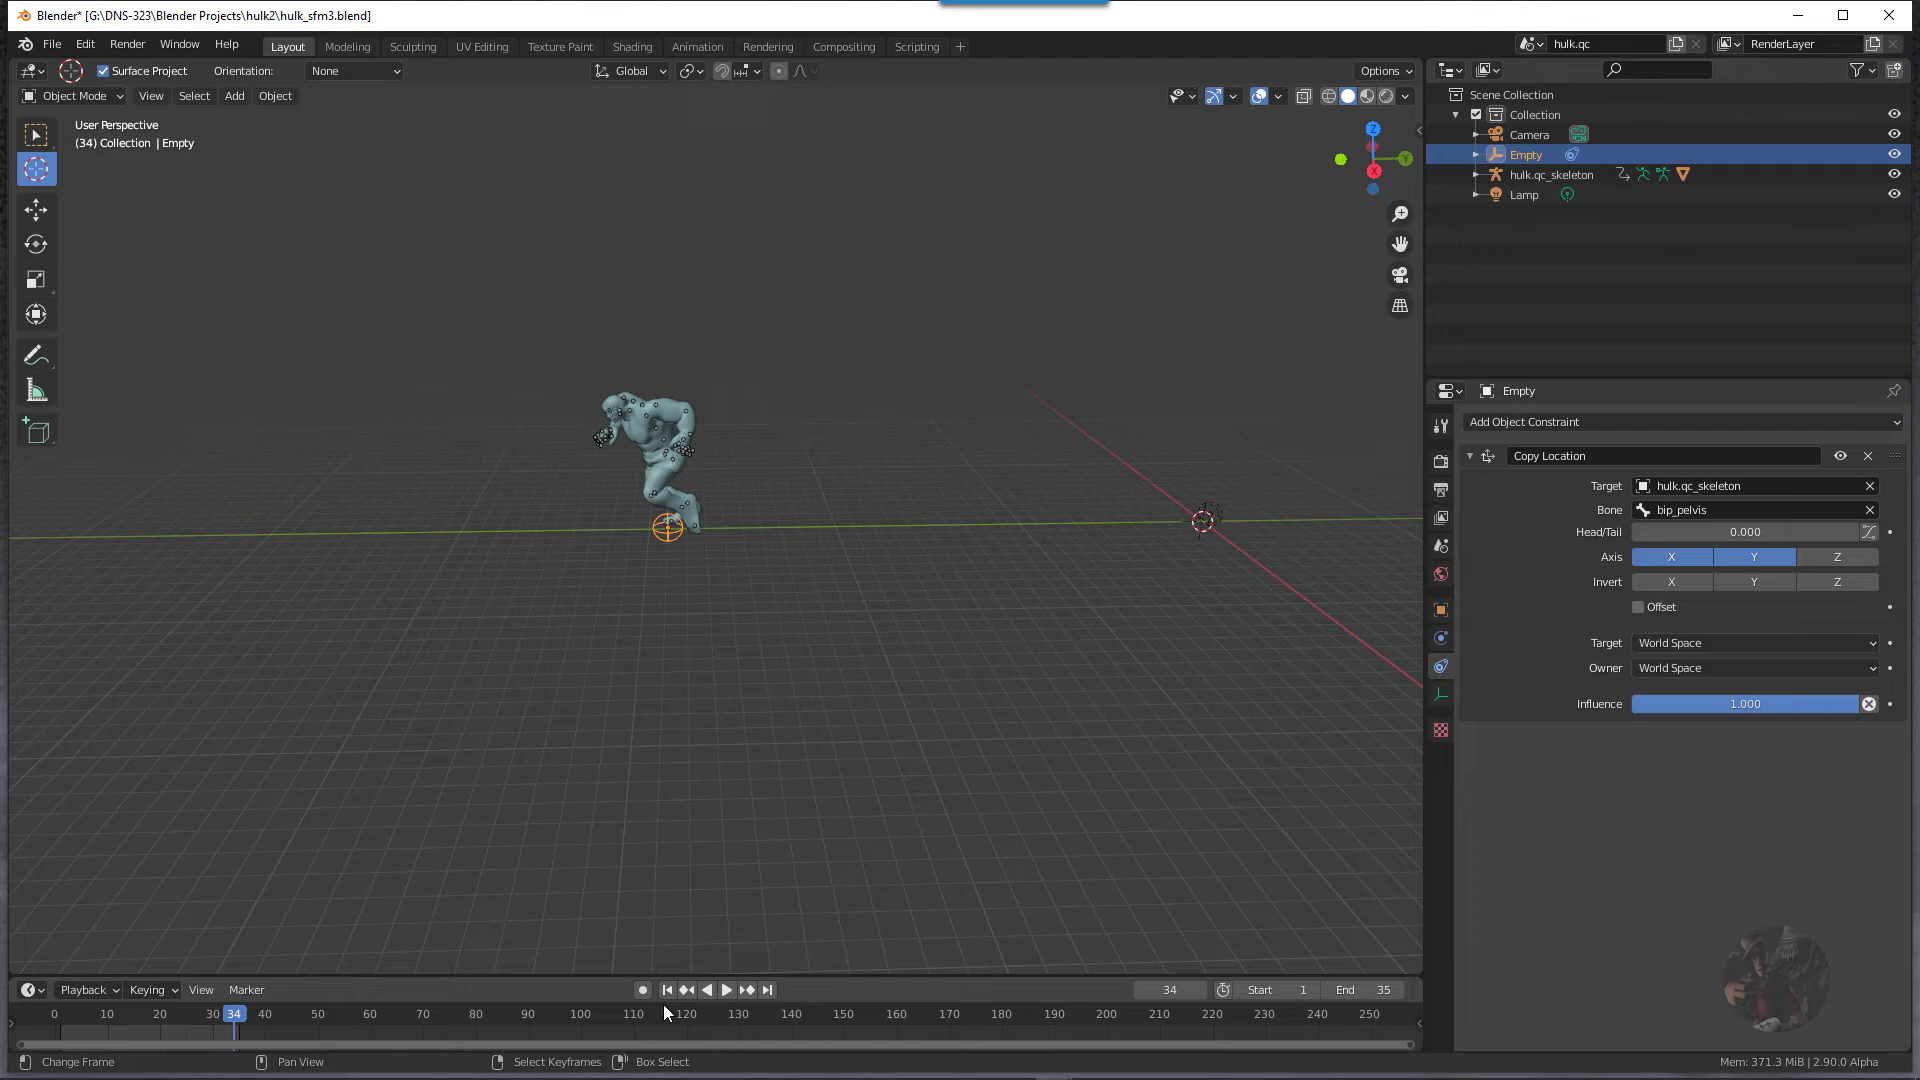 Blender* [G:\DNS-323\Blender Projects\hulk2\hulk_sfm3.blend]
File Edit Render Window Help Layout Modeling Sculpting UV Editing Texture Paint Shading Animation Rendering Compositing Scripting hulk.qc RenderLayer
Surface Project Orientation: None Global Options
Object Mode View Select Add Object
User Perspective
(34) Collection | Empty
Z
Y
X
Scene Collection
Collection
Camera
Empty
hulk.qc_skeleton
Lamp
Empty
Add Object Constraint
Copy Location
Target hulk.qc_skeleton
Bone bip_pelvis
Head/Tail 0.000
Axis X Y Z
Invert X Y Z
Offset
Target World Space
Owner World Space
Influence 1.000
Playback Keying View Marker 34 Start 1 End 35
0 10 20 30 34 40 50 60 70 80 90 100 110 120 130 140 150 160 170 180 190 200 210 220 230 240 250
Change Frame Pan View Select Keyframes Box Select Mem: 371.3 MiB | 2.90.0 Alpha